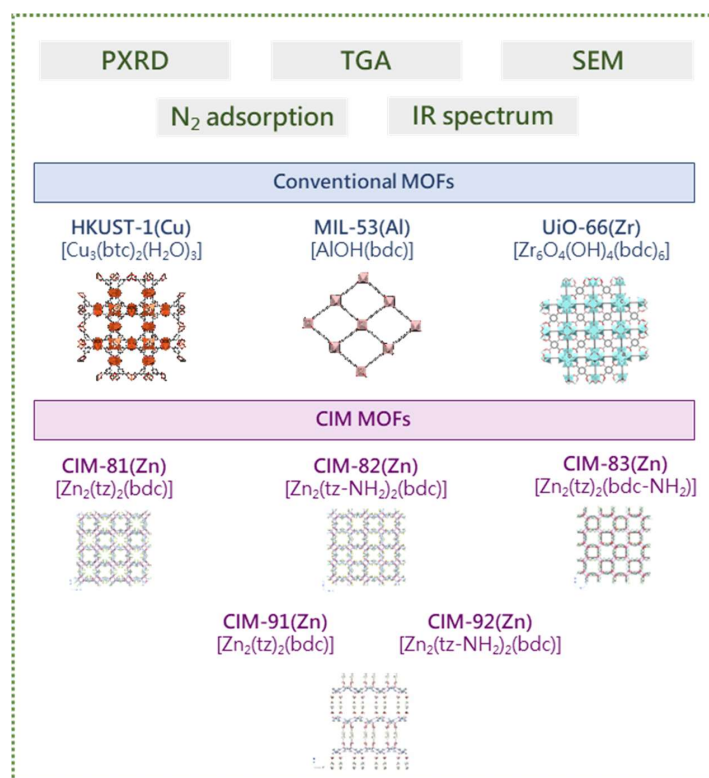 PXRD TGA SEM
N₂ adsorption IR spectrum
Conventional MOFs
HKUST-1(Cu) MIL-53(Al) UiO-66(Zr)
[Cu₃(btc)₂(H₂O)₃] [AlOH(bdc)] [Zr₆O₄(OH)₄(bdc)₆]
CIM MOFs
CIM-81(Zn) CIM-82(Zn) CIM-83(Zn)
[Zn₂(tz)₂(bdc)] [Zn₂(tz-NH₂)₂(bdc)] [Zn₂(tz)₂(bdc-NH₂)]
CIM-91(Zn) CIM-92(Zn)
[Zn₂(tz)₂(bdc)] [Zn₂(tz-NH₂)₂(bdc)]